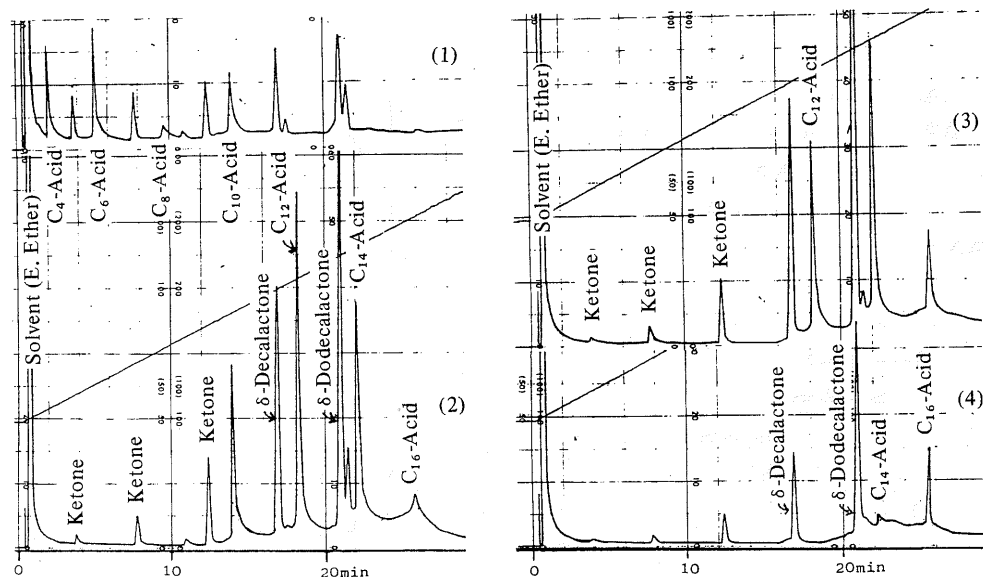 (1)
C4-Acid
C6-Acid
C8-Acid
C10-Acid
C12-Acid
C14-Acid
Solvent (E. Ether)
Ketone
Ketone
Ketone
δ-Decalactone
δ-Dodecalactone
C16-Acid
(2)
0
10
20min
Solvent (E. Ether)
Ketone
Ketone
Ketone
C12-Acid
(3)
δ-Decalactone
δ-Dodecalactone
C14-Acid
C16-Acid
(4)
0
10
20min